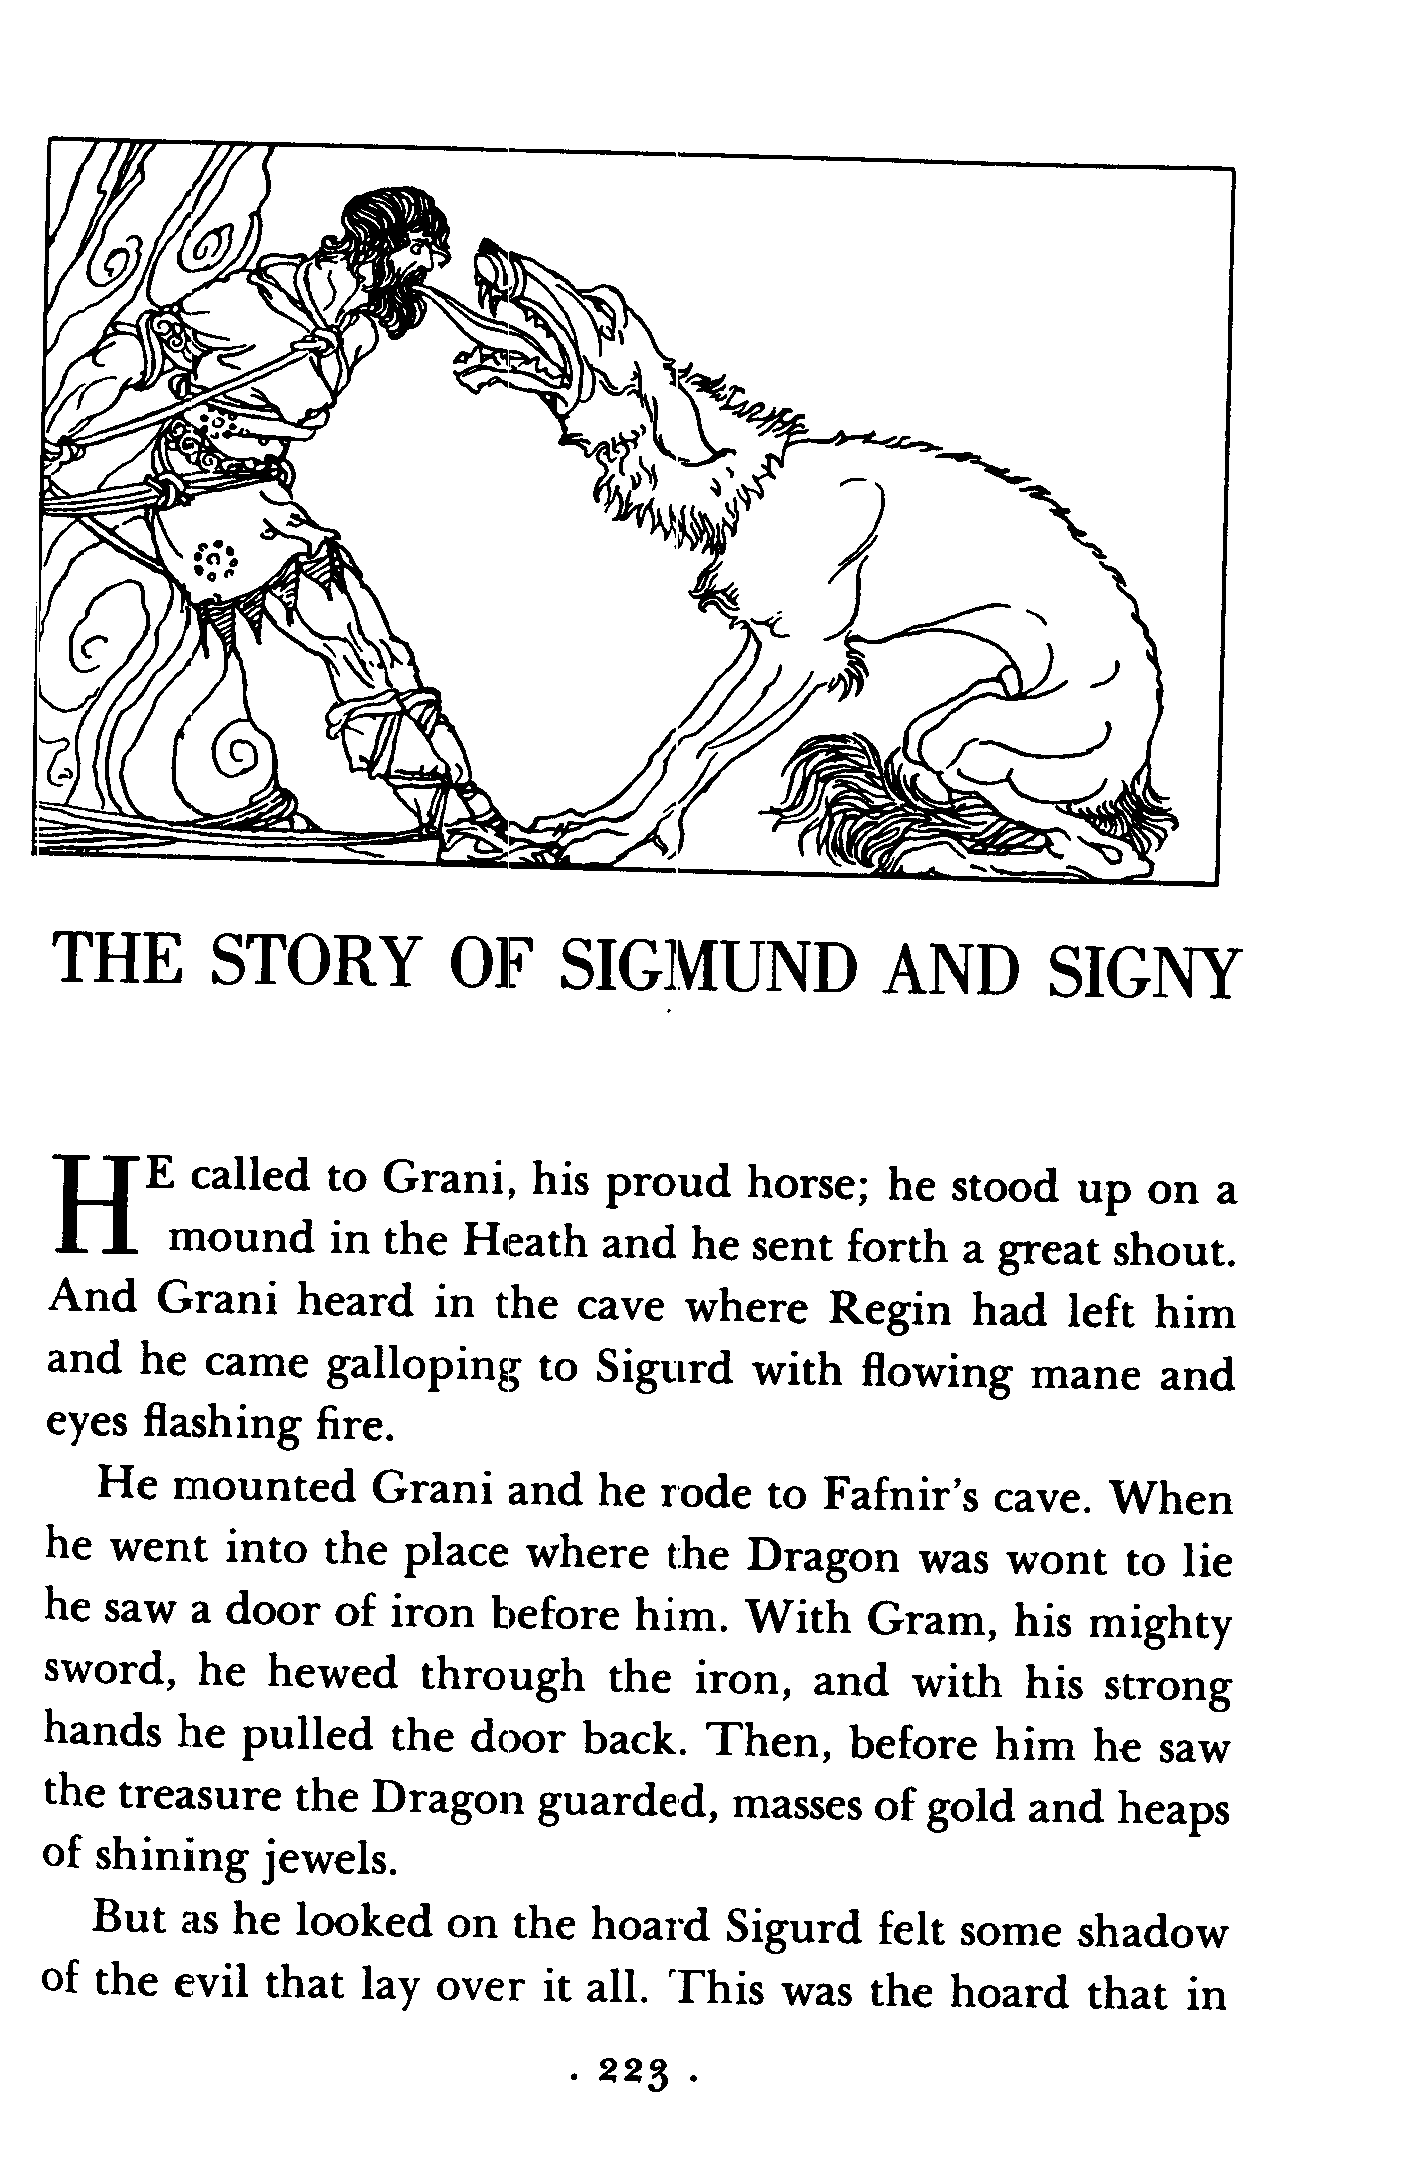 THE STORY OF SIGMUND AND SIGNY
HE called to Grani, his proud horse; he stood up on a
mound in the Heath and he sent forth a great shout.
And Grani heard in the cave where Regin had left him
and he came galloping to Sigurd with flowing mane and
eyes flashing fire.
He mounted Grani and he rode to Fafnir's cave. When
he went into the place where the Dragon was wont to lie
he saw a door of iron before him. With Gram, his mighty
sword, he hewed through the iron, and with his strong
hands he pulled the door back. Then, before him he saw
the treasure the Dragon guarded, masses of gold and heaps
of shining jewels.
But as he looked on the hoard Sigurd felt some shadow
of the evil that lay over it all. This was the hoard that in
. 223 .